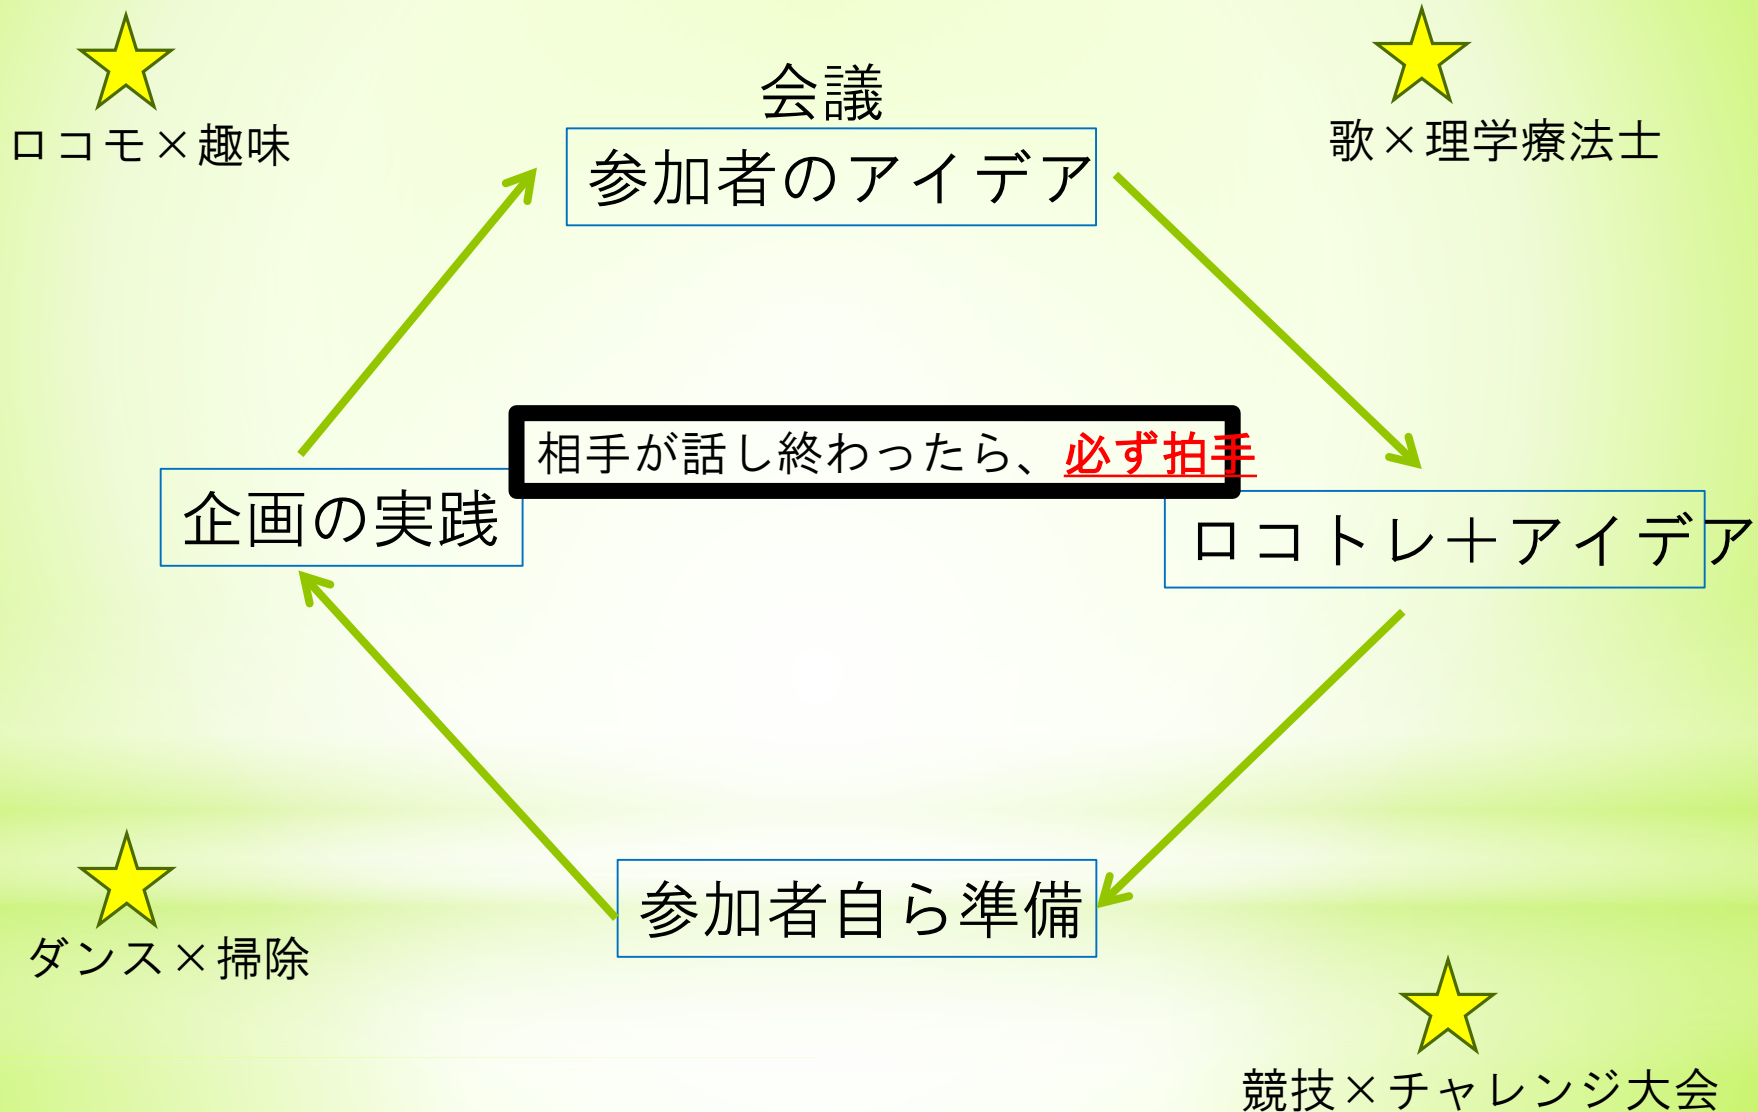 会議
ロコモ×趣味
歌×理学療法士
参加者のアイデア
相手が話し終わったら、必ず拍手
企画の実践
ロコトレ＋アイデア
参加者自ら準備
ダンス×掃除
競技×チャレンジ大会